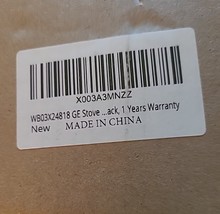 X003A3MNZZ
WB03X24818 GE Stove ...ack, 1 Years Warranty
New MADE IN CHINA